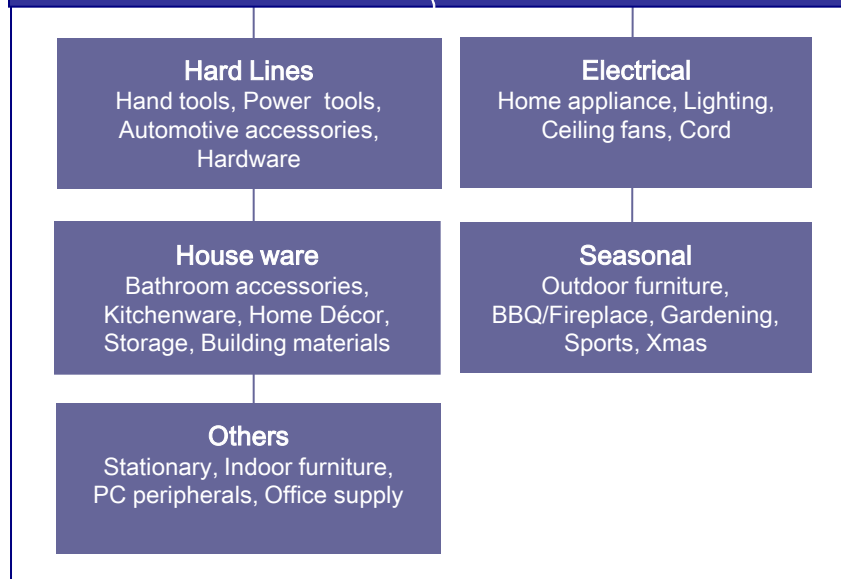 Hard Lines
Hand tools, Power tools,
Automotive accessories,
Hardware
Electrical
Home appliance, Lighting,
Ceiling fans, Cord
House ware
Bathroom accessories,
Kitchenware, Home Décor,
Storage, Building materials
Seasonal
Outdoor furniture,
BBQ/Fireplace, Gardening,
Sports, Xmas
Others
Stationary, Indoor furniture,
PC peripherals, Office supply